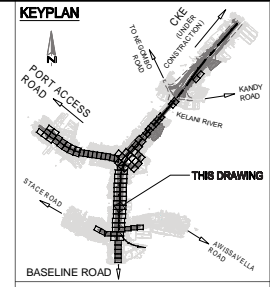 KEYPLAN
N
CKE
(UNDER
CONSTRACTION)
TO NEGOMBO
ROAD
PORT ACCESS
ROAD
KANDY
ROAD
KELANI RIVER
THIS DRAWING
STACE ROAD
AWISSAVELLA
ROAD
BASELINE ROAD